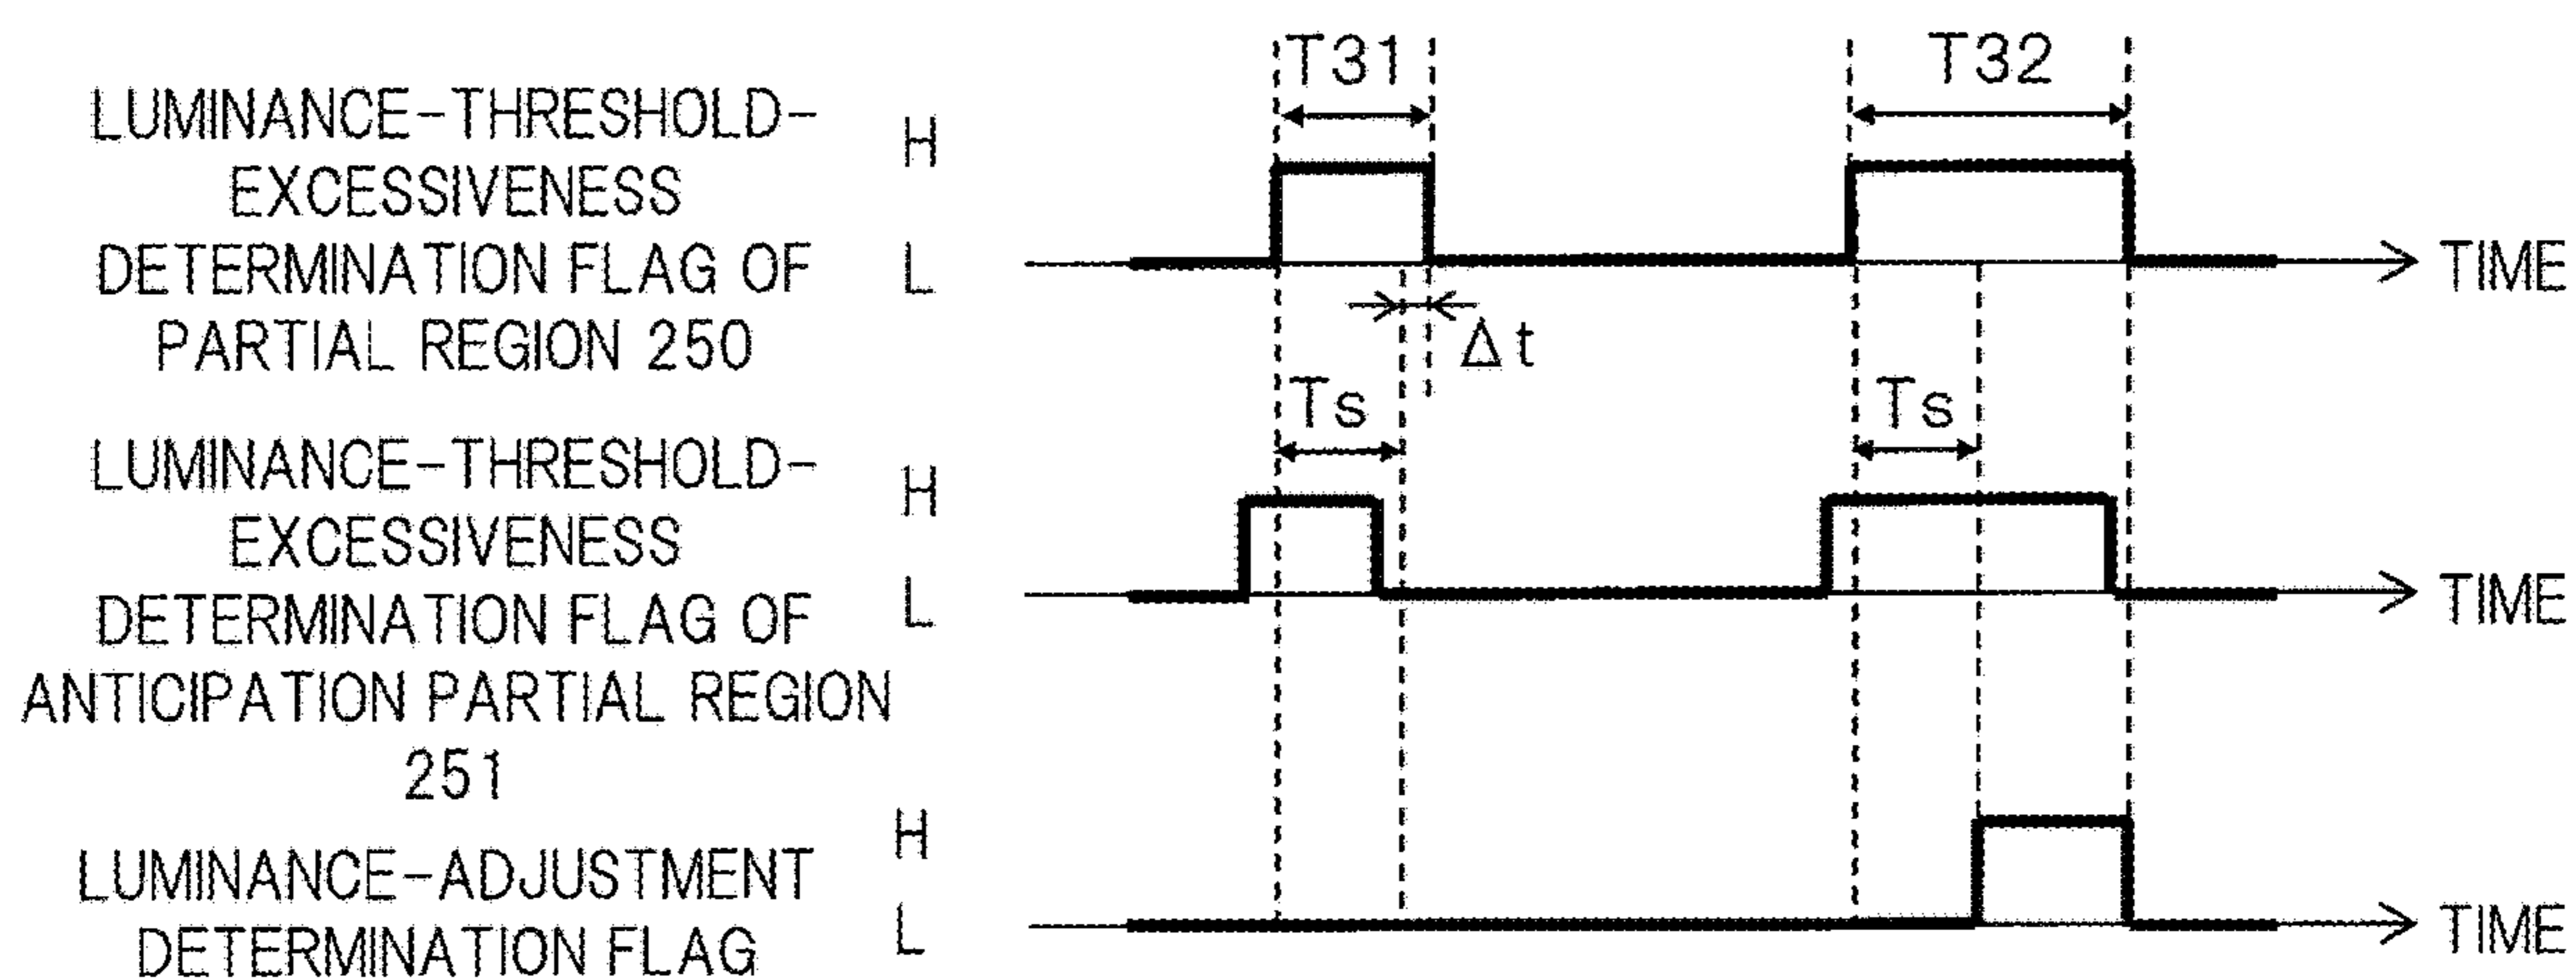 T31
T32
LUMINANCE-THRESHOLD-
EXCESSIVENESS
DETERMINATION FLAG OF
PARTIAL REGION 250
H
L
TIME
Δt
Ts
Ts
LUMINANCE-THRESHOLD-
EXCESSIVENESS
DETERMINATION FLAG OF
ANTICIPATION PARTIAL REGION
251
H
L
TIME
LUMINANCE-ADJUSTMENT
DETERMINATION FLAG
H
L
TIME